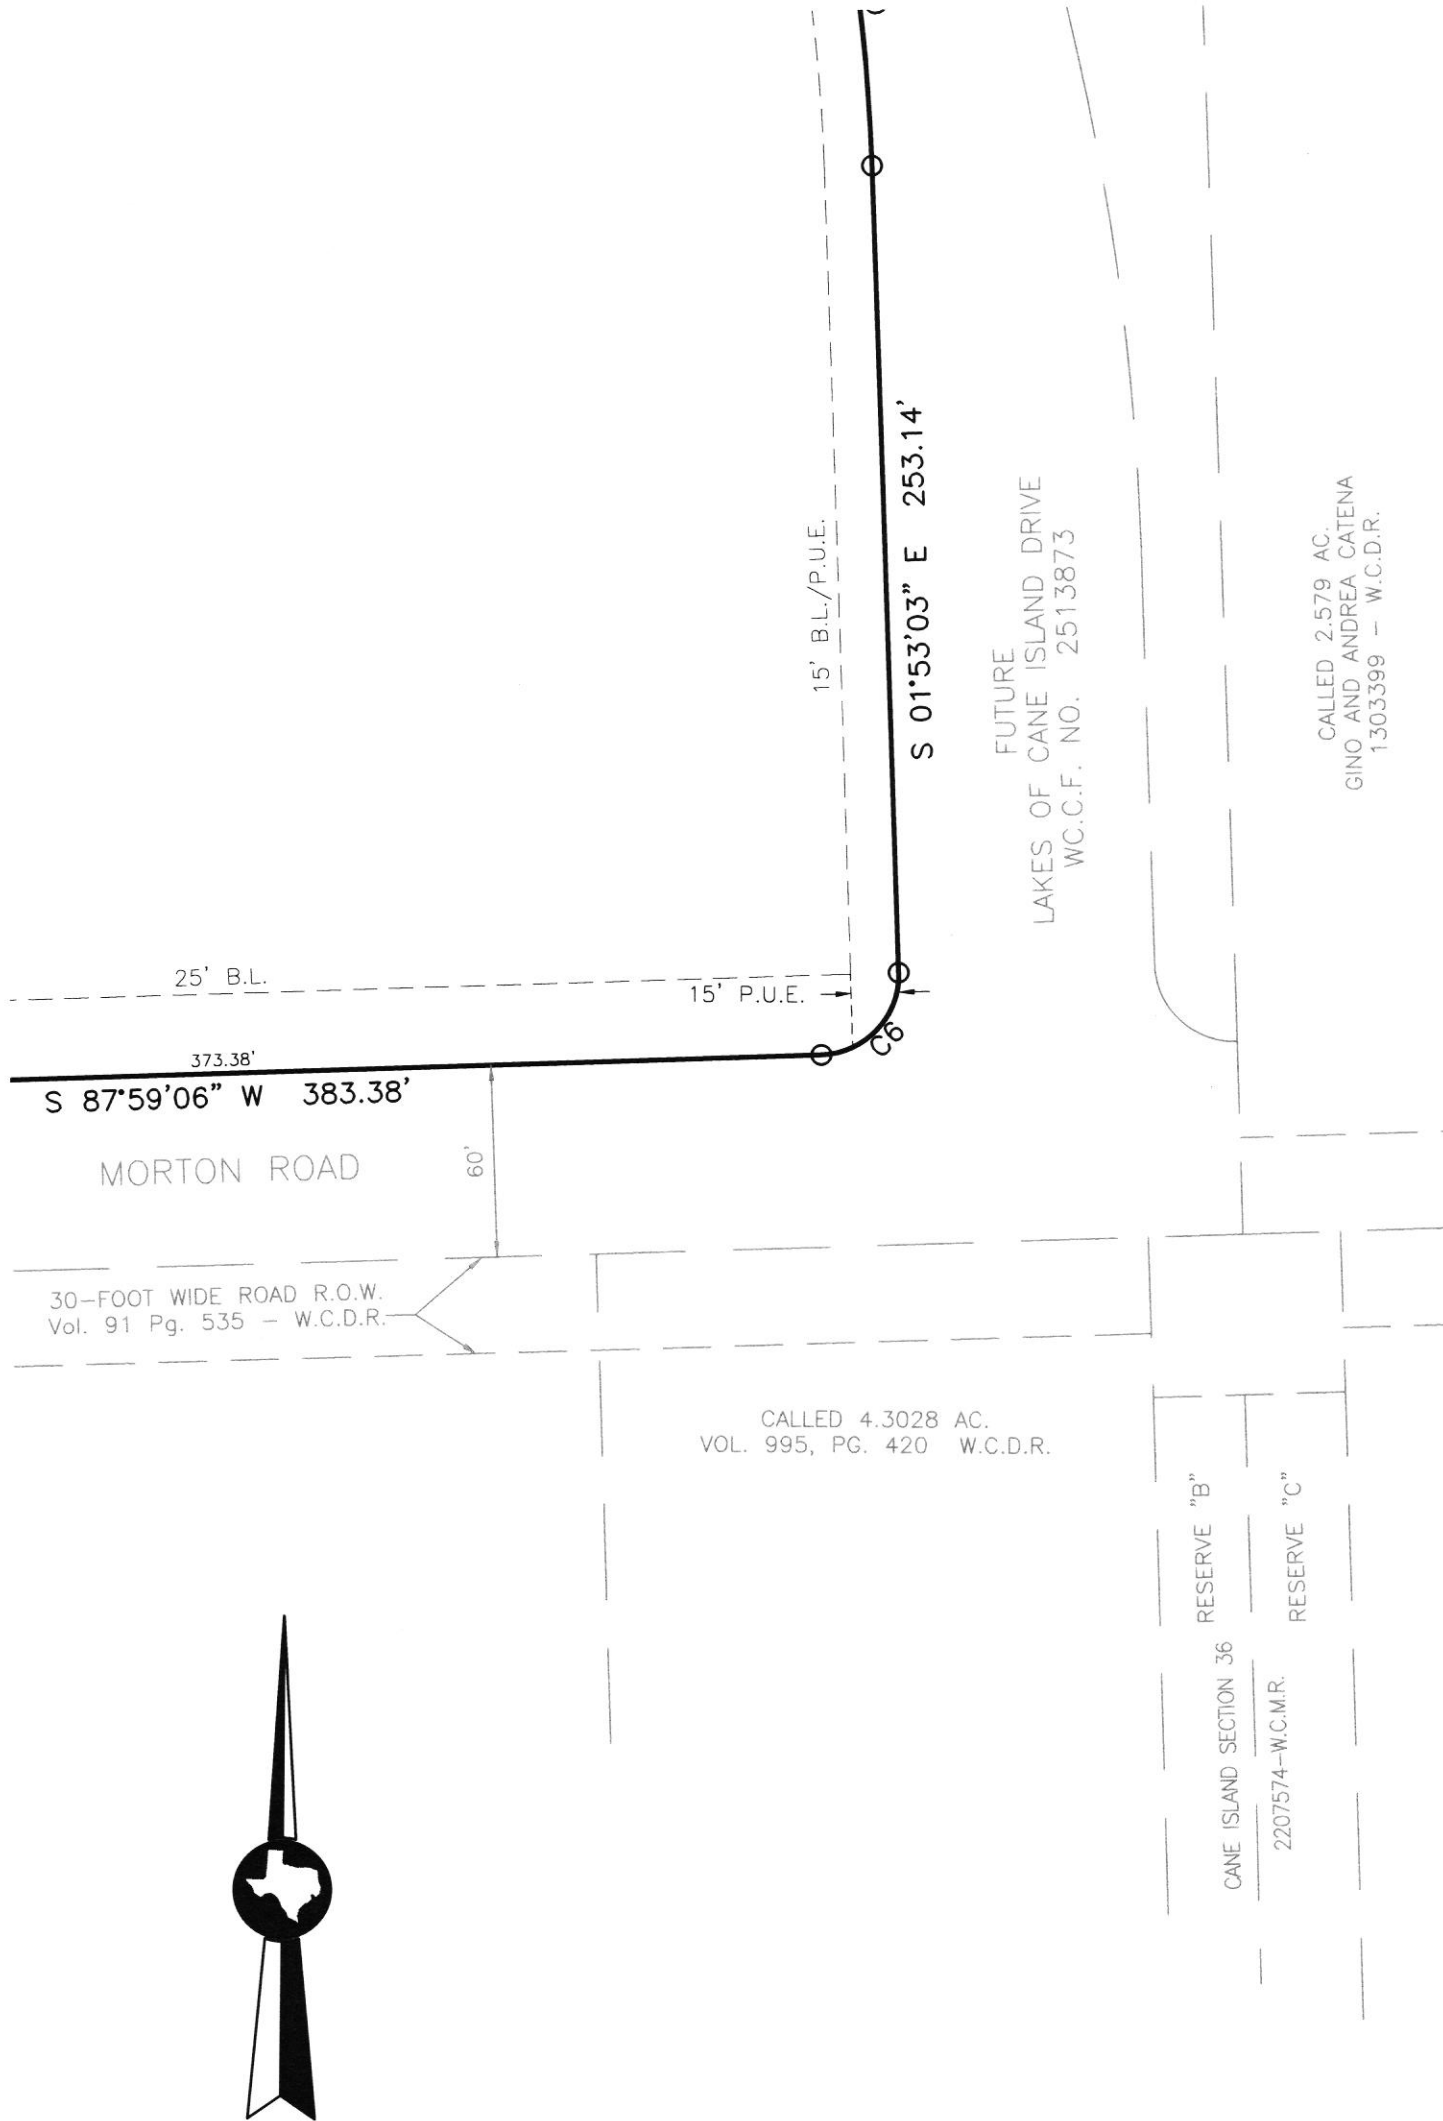 15' B.L./P.U.E.
S 01°53'03" E 253.14'
FUTURE
LAKES OF CANE ISLAND DRIVE
WC.C.F. NO. 2513873
CALLED 2.579 AC.
GINO AND ANDREA CATENA
1303399 – W.C.D.R.
25' B.L.
15' P.U.E.
C6
373.38'
S 87°59'06" W 383.38'
MORTON ROAD
60'
30–FOOT WIDE ROAD R.O.W.
Vol. 91 Pg. 535 – W.C.D.R.
CALLED 4.3028 AC.
VOL. 995, PG. 420 W.C.D.R.
RESERVE "B"
RESERVE "C"
CANE ISLAND SECTION 36
2207574–W.C.M.R.